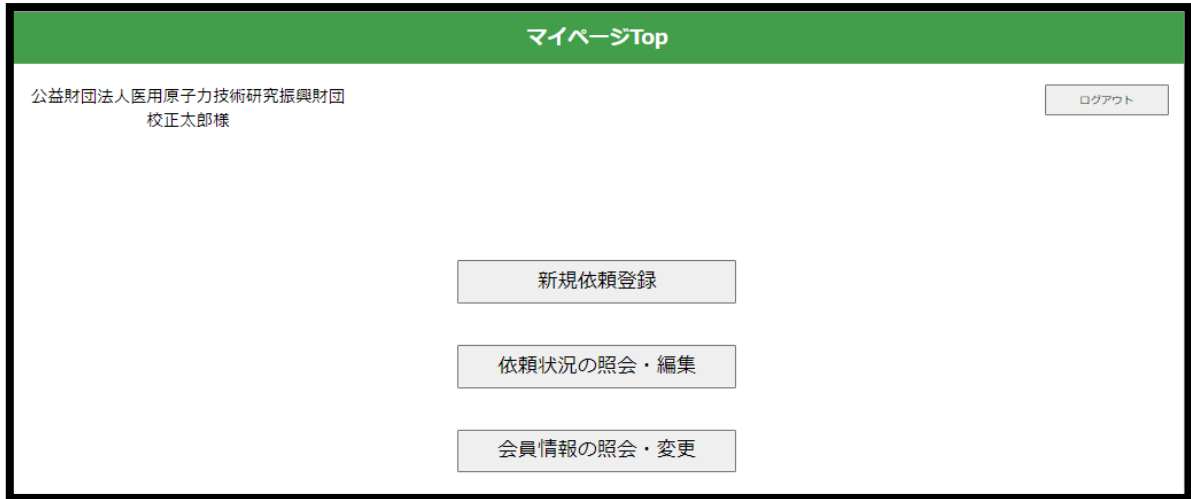 マイページTop
公益財団法人医用原子力技術研究振興財団
校正太郎様
ログアウト
新規依頼登録
依頼状況の照会・編集
会員情報の照会・変更